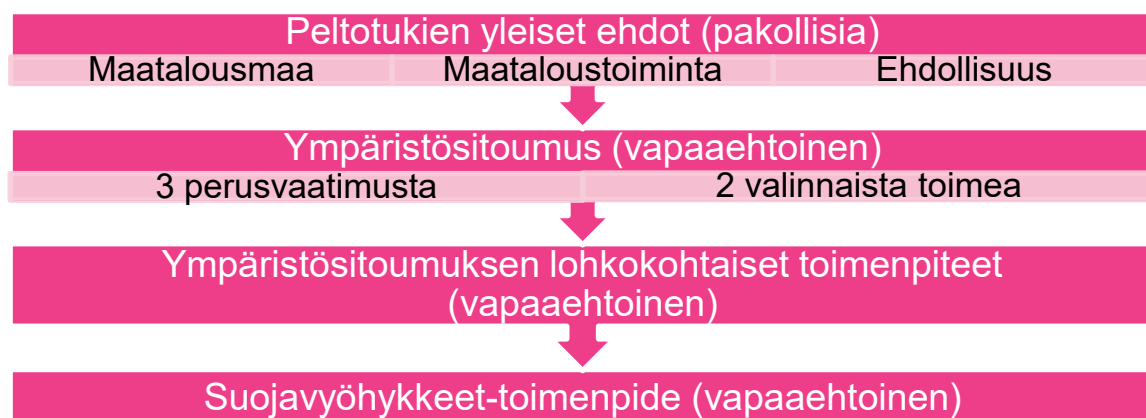 Peltotukien yleiset ehdot (pakollisia)
Maatalousmaa Maataloustoiminta Ehdollisuus
Ympäristösitoumus (vapaaehtoinen)
3 perusvaatimusta 2 valinnaista toimea
Ympäristösitoumuksen lohkokohtaiset toimenpiteet
(vapaaehtoinen)
Suojavyöhykkeet-toimenpide (vapaaehtoinen)